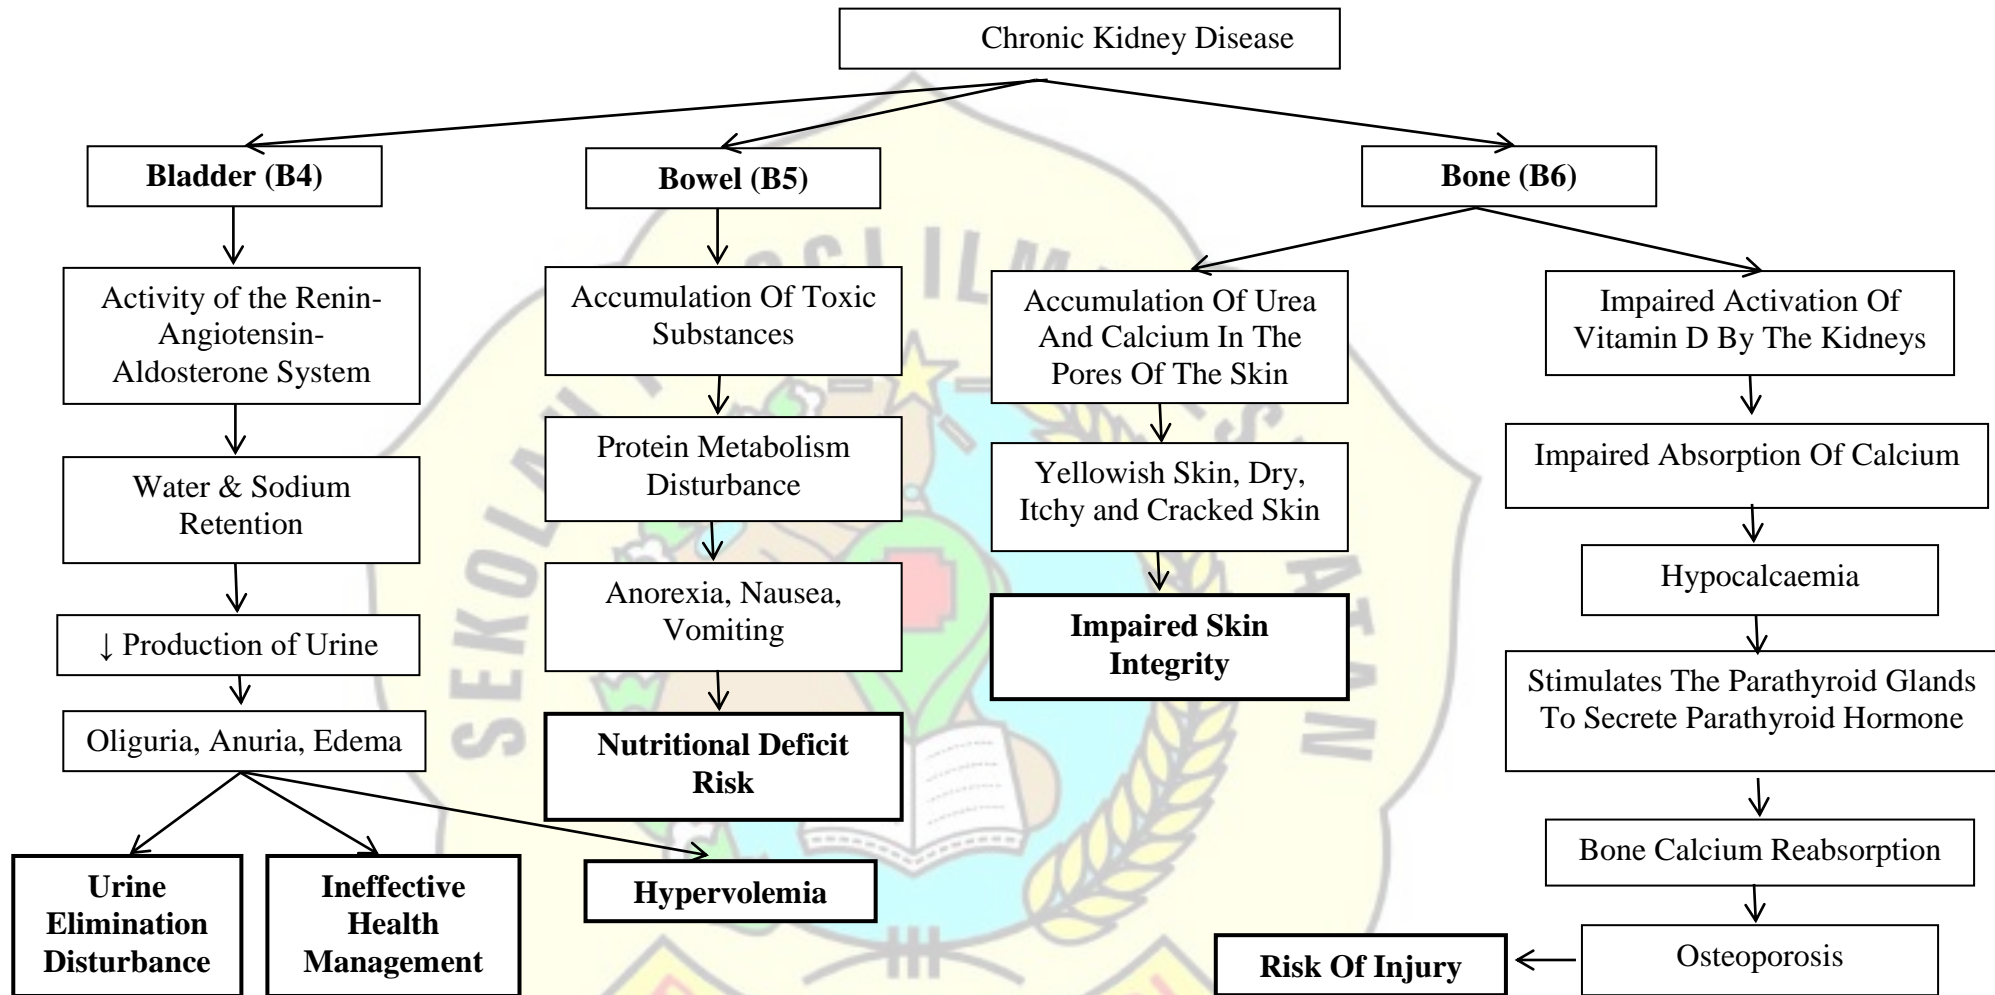 Chronic Kidney Disease
Bladder (B4)
Bowel (B5)
Bone (B6)
Activity of the Renin-
Angiotensin-
Aldosterone System
Water & Sodium
Retention
↓ Production of Urine
Oliguria, Anuria, Edema
Urine
Elimination
Disturbance
Ineffective
Health
Management
Hypervolemia
Accumulation Of Toxic
Substances
Protein Metabolism
Disturbance
Anorexia, Nausea,
Vomiting
Nutritional Deficit
Risk
Accumulation Of Urea
And Calcium In The
Pores Of The Skin
Yellowish Skin, Dry,
Itchy and Cracked Skin
Impaired Skin
Integrity
Impaired Activation Of
Vitamin D By The Kidneys
Impaired Absorption Of Calcium
Hypocalcaemia
Stimulates The Parathyroid Glands
To Secrete Parathyroid Hormone
Bone Calcium Reabsorption
Osteoporosis
Risk Of Injury